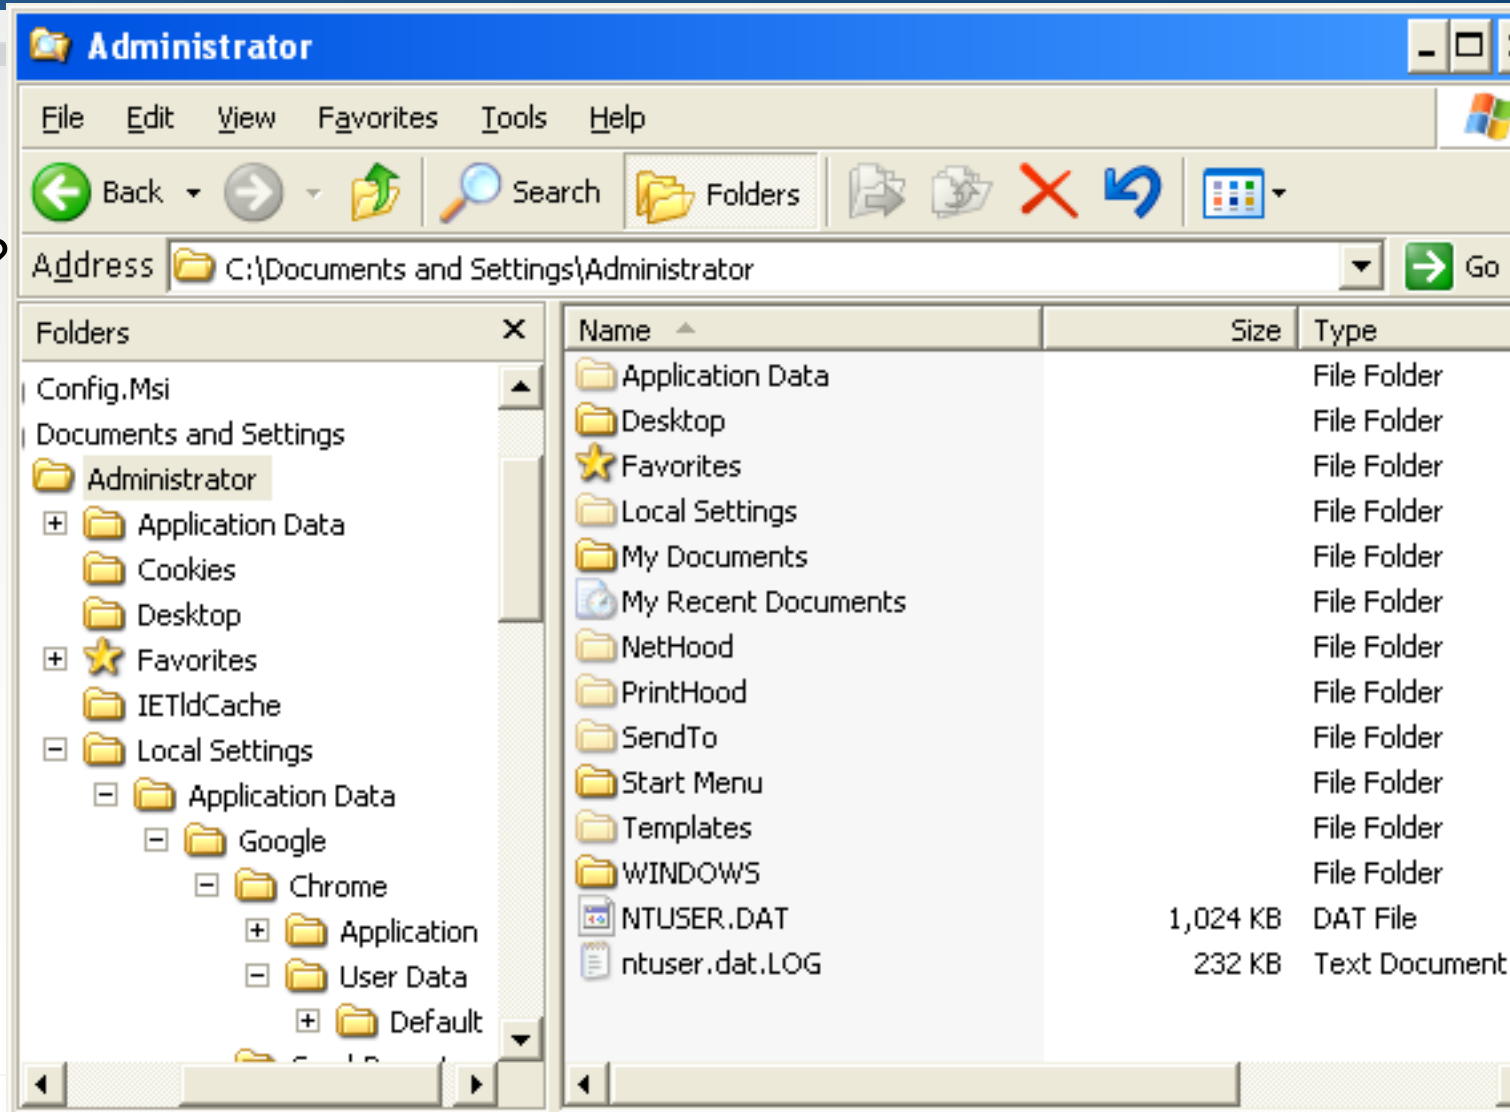 Administrator
File Edit View Favorites Tools Help
Back Search Folders
Address C:\Documents and Settings\Administrator Go
Folders
Config.Msi
Documents and Settings
Administrator
Application Data
Cookies
Desktop
Favorites
IETldCache
Local Settings
Application Data
Google
Chrome
Application
User Data
Default
Name Size Type
Application Data File Folder
Desktop File Folder
Favorites File Folder
Local Settings File Folder
My Documents File Folder
My Recent Documents File Folder
NetHood File Folder
PrintHood File Folder
SendTo File Folder
Start Menu File Folder
Templates File Folder
WINDOWS File Folder
NTUSER.DAT 1,024 KB DAT File
ntuser.dat.LOG 232 KB Text Document